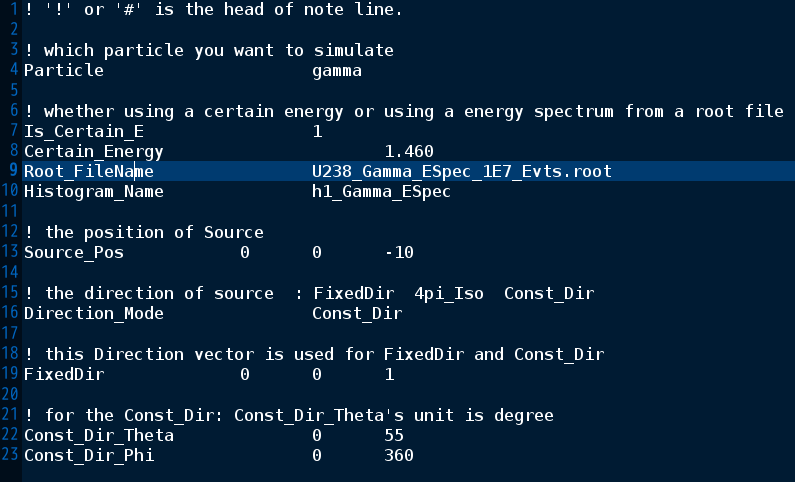 1 ! '!' or '#' is the head of note line.
2
3 ! which particle you want to simulate
4 Particle gamma
5
6 ! whether using a certain energy or using a energy spectrum from a root file
7 Is_Certain_E 1
8 Certain_Energy 1.460
9 Root_FileName U238_Gamma_ESpec_1E7_Evts.root
10 Histogram_Name h1_Gamma_ESpec
11
12 ! the position of Source
13 Source_Pos 0 0 -10
14
15 ! the direction of source : FixedDir 4pi_Iso Const_Dir
16 Direction_Mode Const_Dir
17
18 ! this Direction vector is used for FixedDir and Const_Dir
19 FixedDir 0 0 1
20
21 ! for the Const_Dir: Const_Dir_Theta's unit is degree
22 Const_Dir_Theta 0 55
23 Const_Dir_Phi 0 360